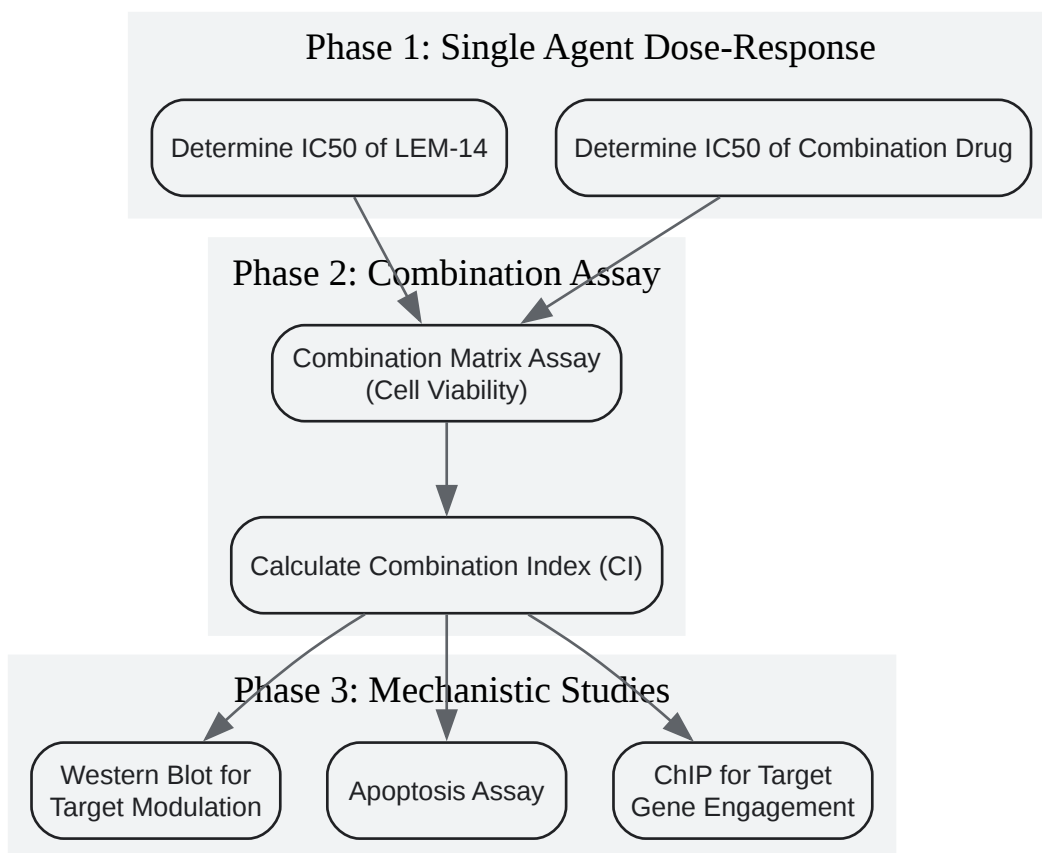 Phase 1: Single Agent Dose-Response
Determine IC50 of LEM-14
Determine IC50 of Combination Drug
Phase 2: Combination Assay
Combination Matrix Assay
(Cell Viability)
Calculate Combination Index (CI)
Phase 3: Mechanistic Studies
Western Blot for
Target Modulation
Apoptosis Assay
ChIP for Target
Gene Engagement